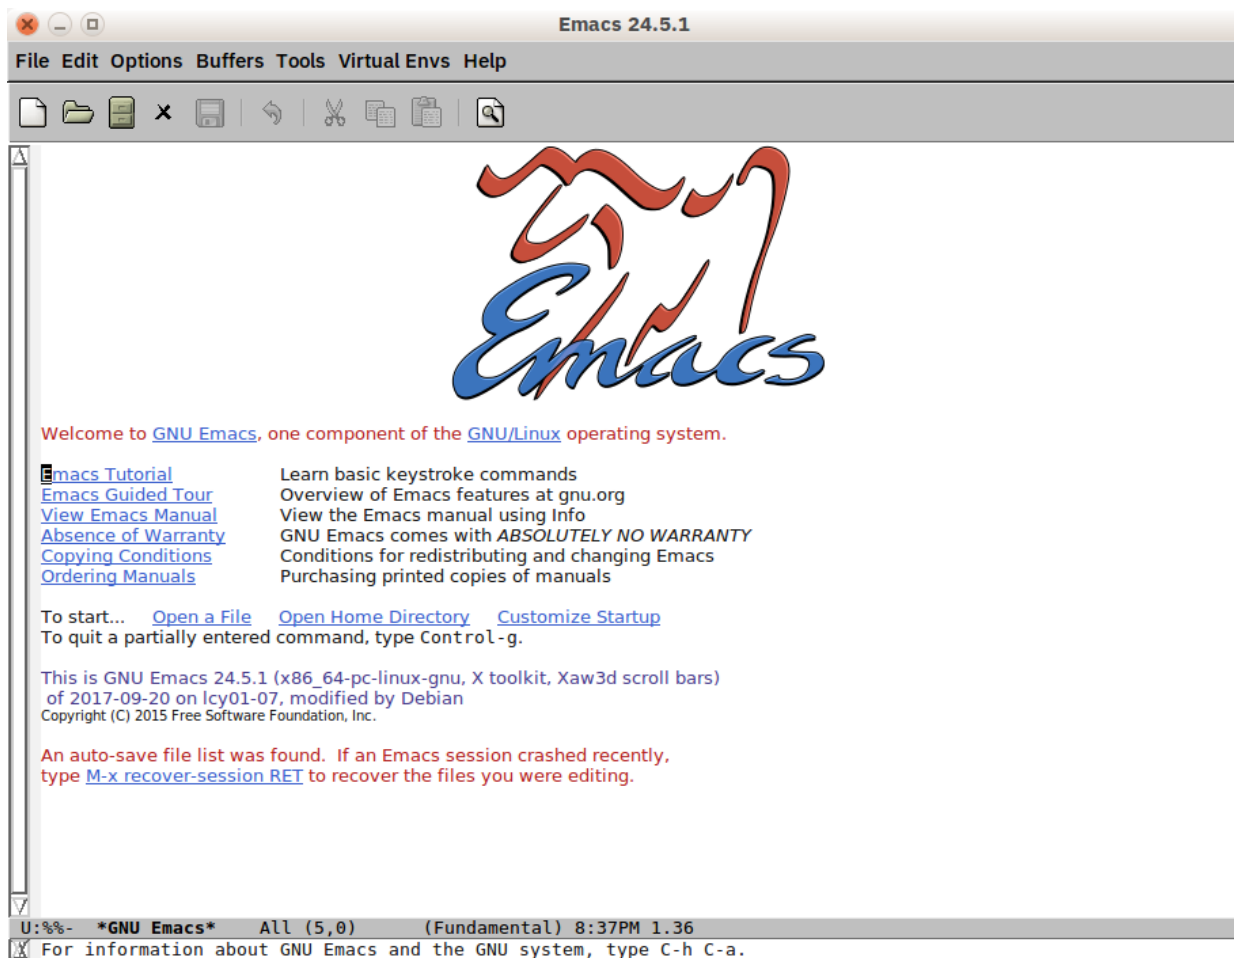 Emacs 24.5.1
File Edit Options Buffers Tools Virtual Envs Help
Emacs
Welcome to GNU Emacs, one component of the GNU/Linux operating system.
Emacs Tutorial Learn basic keystroke commands
Emacs Guided Tour Overview of Emacs features at gnu.org
View Emacs Manual View the Emacs manual using Info
Absence of Warranty GNU Emacs comes with ABSOLUTELY NO WARRANTY
Copying Conditions Conditions for redistributing and changing Emacs
Ordering Manuals Purchasing printed copies of manuals
To start... Open a File Open Home Directory Customize Startup
To quit a partially entered command, type Control-g.
This is GNU Emacs 24.5.1 (x86_64-pc-linux-gnu, X toolkit, Xaw3d scroll bars)
of 2017-09-20 on lcy01-07, modified by Debian
Copyright (C) 2015 Free Software Foundation, Inc.
An auto-save file list was found. If an Emacs session crashed recently,
type M-x recover-session RET to recover the files you were editing.
U:%%- *GNU Emacs* All (5,0) (Fundamental) 8:37PM 1.36
For information about GNU Emacs and the GNU system, type C-h C-a.